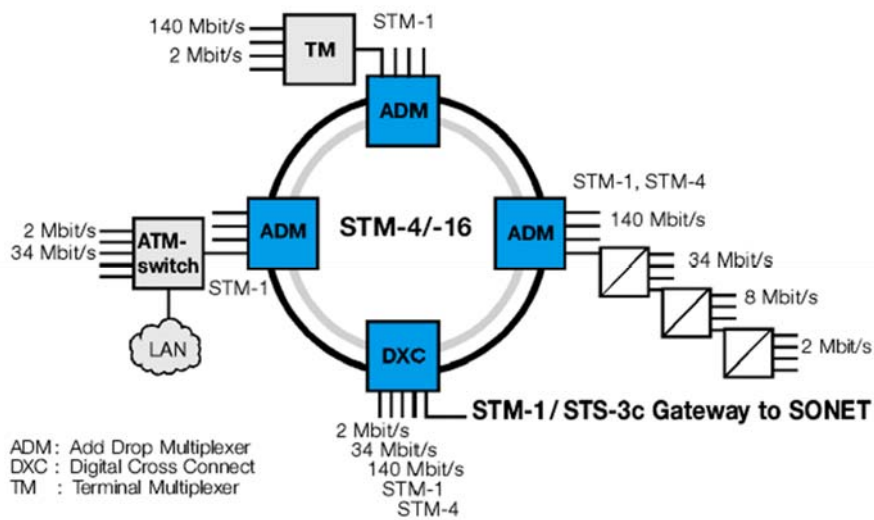 140 Mbit/s
2 Mbit/s
TM
STM-1
ADM
STM-1, STM-4
140 Mbit/s
ADM
STM-4/-16
ADM
2 Mbit/s
34 Mbit/s
ATM-
switch
STM-1
LAN
34 Mbit/s
8 Mbit/s
2 Mbit/s
DXC
STM-1/STS-3c Gateway to SONET
2 Mbit/s
34 Mbit/s
140 Mbit/s
STM-1
STM-4
ADM: Add Drop Multiplexer
DXC : Digital Cross Connect
TM : Terminal Multiplexer